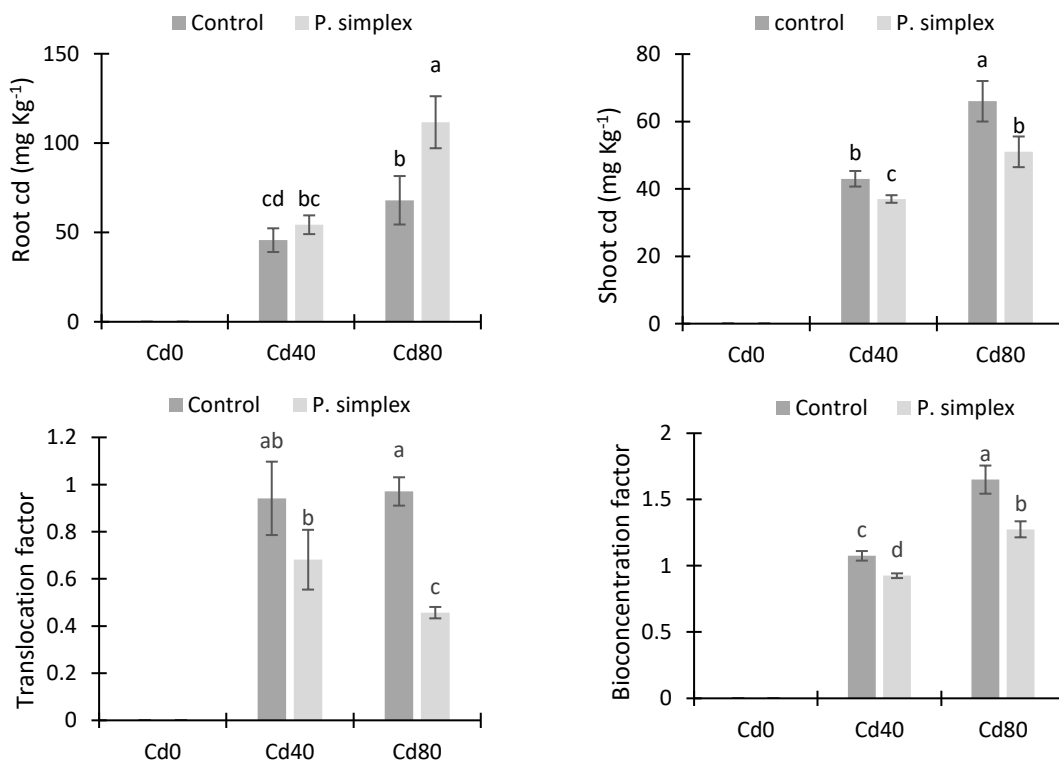 Control P. simplex
Root cd (mg Kg-1)
150
100
50
0
cd bc b a
Cd0 Cd40 Cd80
control P. simplex
Shoot cd (mg Kg-1)
80
60
40
20
0
b c a b
Cd0 Cd40 Cd80
Control P. simplex
Translocation factor
1.2
1
0.8
0.6
0.4
0.2
0
ab b a c
Cd0 Cd40 Cd80
Control P. simplex
Bioconcentration factor
2
1.5
1
0.5
0
c d a b
Cd0 Cd40 Cd80